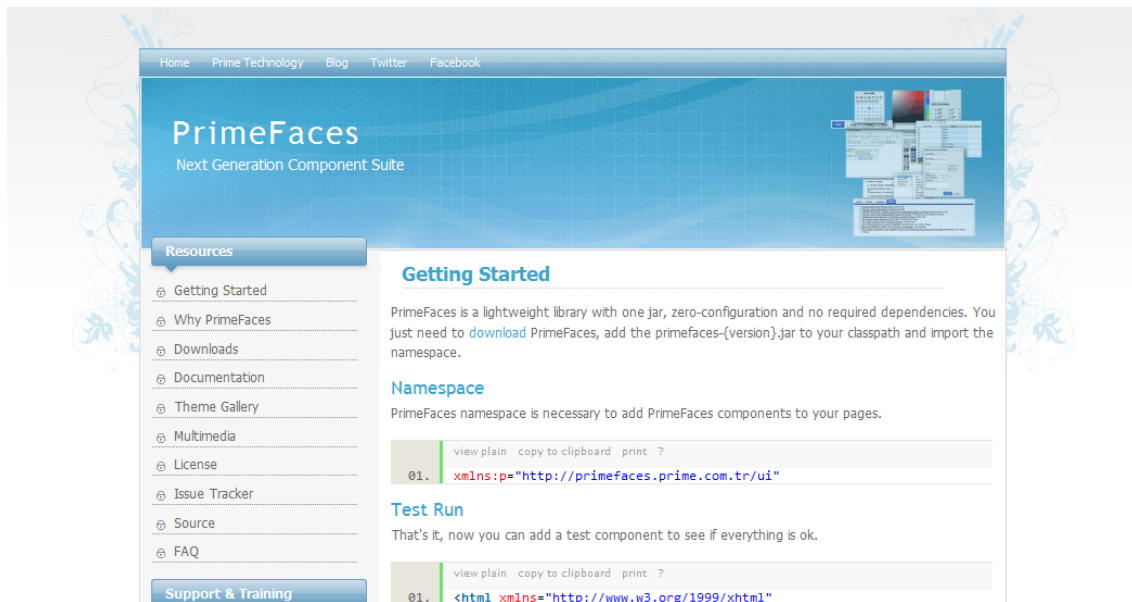 Home Prime Technology Blog Twitter Facebook
PrimeFaces
Next Generation Component Suite
Resources
Getting Started
Why PrimeFaces
Downloads
Documentation
Theme Gallery
Multimedia
License
Issue Tracker
Source
FAQ
Support & Training
Getting Started
PrimeFaces is a lightweight library with one jar, zero-configuration and no required dependencies. You
just need to download PrimeFaces, add the primefaces-{version}.jar to your classpath and import the
namespace.
Namespace
PrimeFaces namespace is necessary to add PrimeFaces components to your pages.
view plain copy to clipboard print ?
01. xmlns:p="http://primefaces.prime.com.tr/ui"
Test Run
That's it, now you can add a test component to see if everything is ok.
view plain copy to clipboard print ?
01. <html xmlns="http://www.w3.org/1999/xhtml"